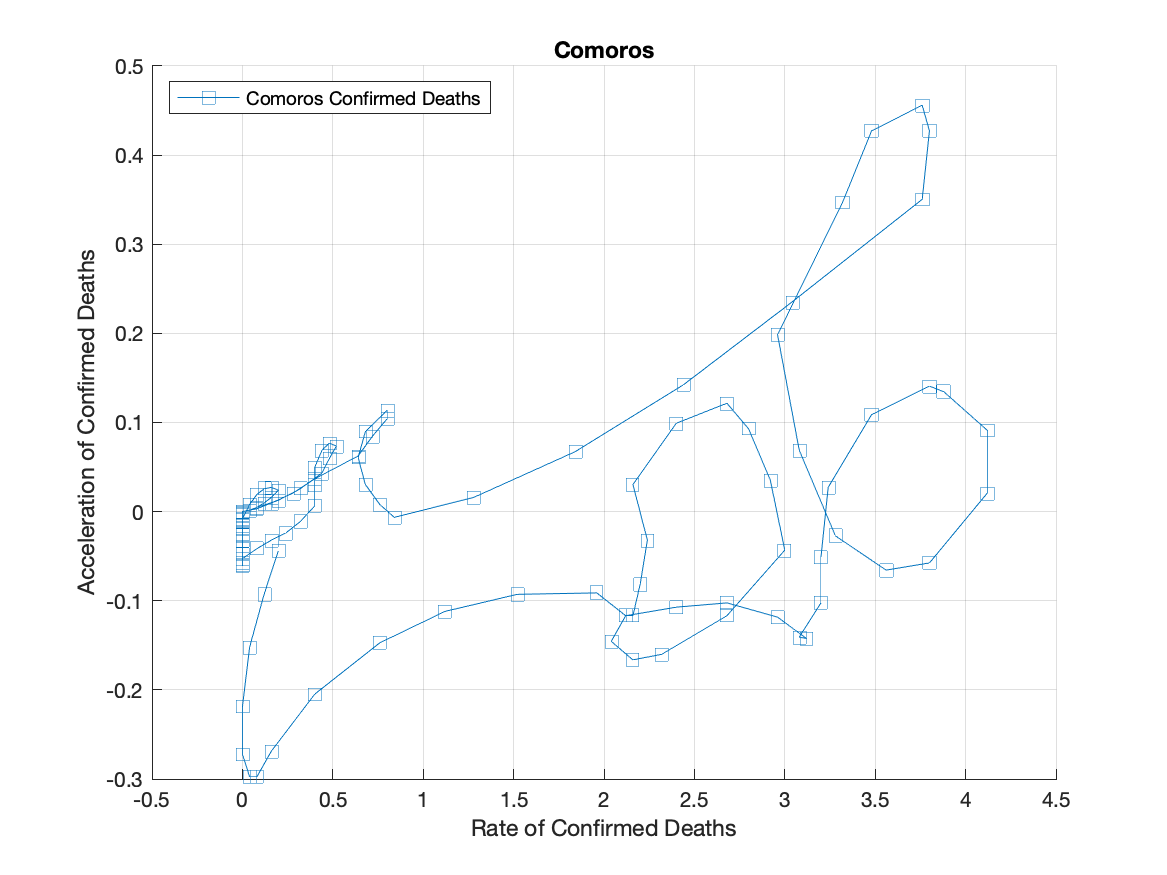 Comoros
Comoros Confirmed Deaths
Acceleration of Confirmed Deaths
0.5
0.4
0.3
0.2
0.1
0
-0.1
-0.2
-0.3
-0.5 0 0.5 1 1.5 2 2.5 3 3.5 4 4.5
Rate of Confirmed Deaths